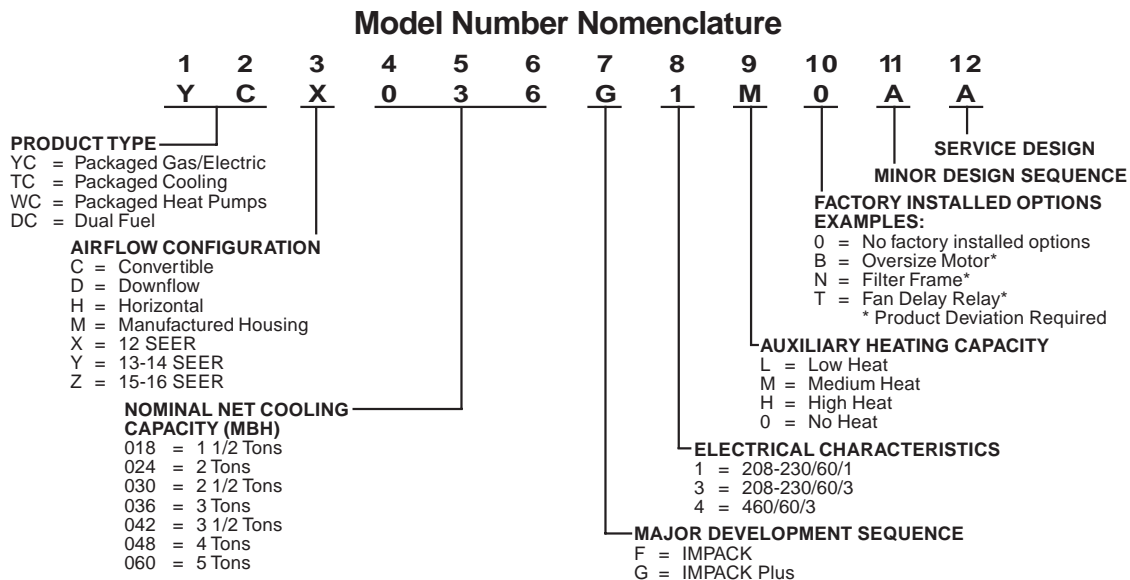 Model Number Nomenclature
1 2 3 4 5 6 7 8 9 10 11 12
Y C X 0 3 6 G 1 M 0 A A
PRODUCT TYPE
YC = Packaged Gas/Electric
TC = Packaged Cooling
WC = Packaged Heat Pumps
DC = Dual Fuel
AIRFLOW CONFIGURATION
C = Convertible
D = Downflow
H = Horizontal
M = Manufactured Housing
X = 12 SEER
Y = 13-14 SEER
Z = 15-16 SEER
NOMINAL NET COOLING
CAPACITY (MBH)
018 = 1 1/2 Tons
024 = 2 Tons
030 = 2 1/2 Tons
036 = 3 Tons
042 = 3 1/2 Tons
048 = 4 Tons
060 = 5 Tons
SERVICE DESIGN
MINOR DESIGN SEQUENCE
FACTORY INSTALLED OPTIONS
EXAMPLES:
0 = No factory installed options
B = Oversize Motor*
N = Filter Frame*
T = Fan Delay Relay*
* Product Deviation Required
AUXILIARY HEATING CAPACITY
L = Low Heat
M = Medium Heat
H = High Heat
0 = No Heat
ELECTRICAL CHARACTERISTICS
1 = 208-230/60/1
3 = 208-230/60/3
4 = 460/60/3
MAJOR DEVELOPMENT SEQUENCE
F = IMPACK
G = IMPACK Plus